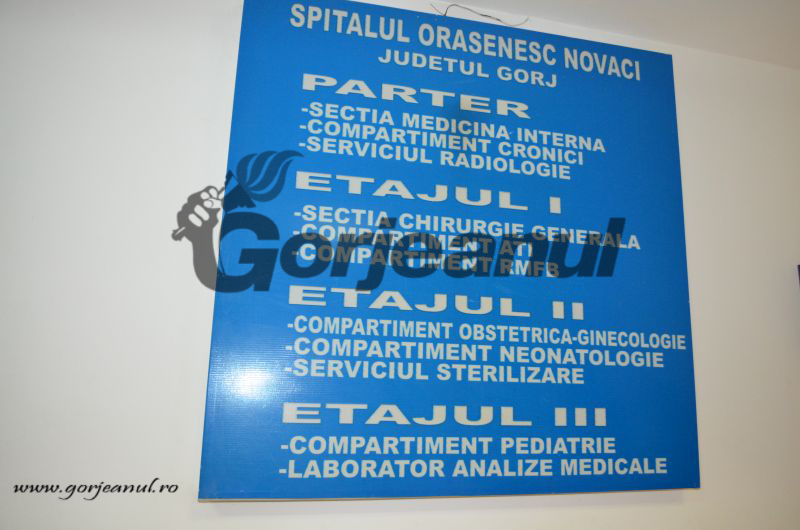 SPITALUL ORASENESC NOVACI
JUDETUL GORJ
PARTER
-SECTIA MEDICINA INTERNA
-COMPARTIMENT CRONICI
-SERVICIUL RADIOLOGIE
ETAJUL I
-SECTIA CHIRURGIE GENERALA
-COMPARTIMENT ATI
-COMPARTIMENT RMFB
Gorjeanul
ETAJUL II
-COMPARTIMENT OBSTETRICA-GINECOLOGIE
-COMPARTIMENT NEONATOLOGIE
-SERVICIUL STERILIZARE
ETAJUL III
-COMPARTIMENT PEDIATRIE
-LABORATOR ANALIZE MEDICALE
www.gorjeanul.ro